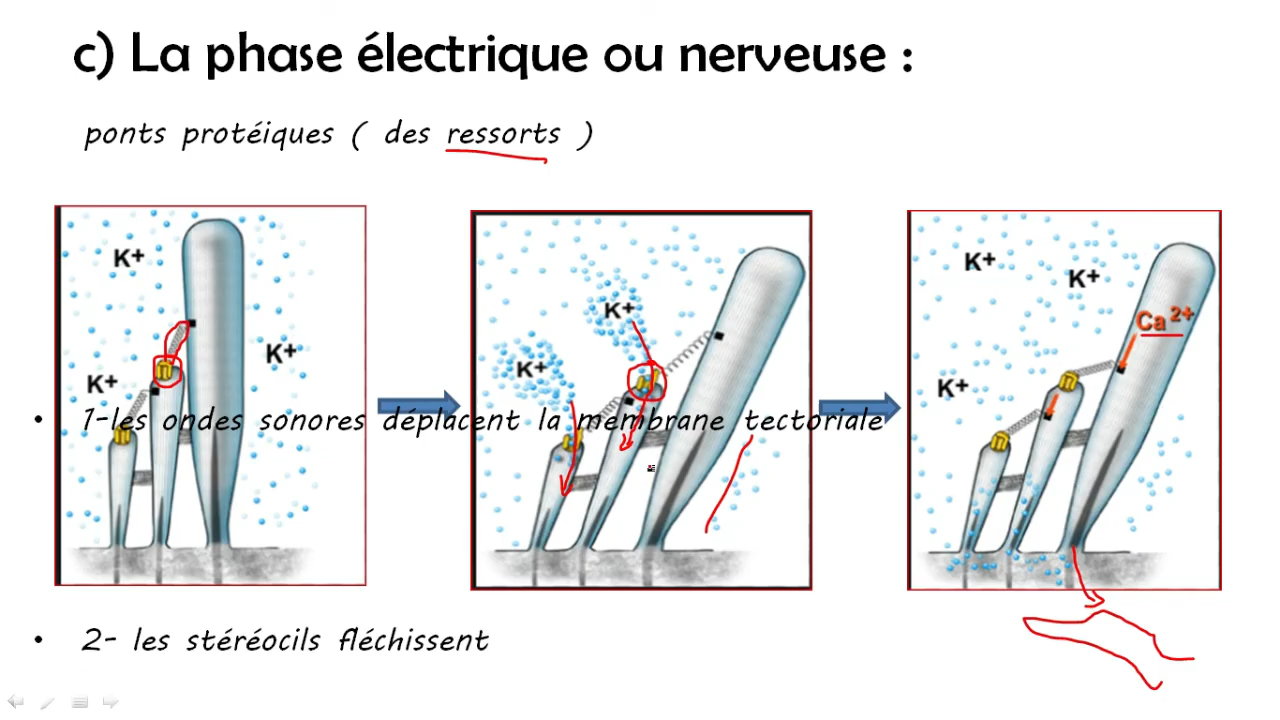 c) La phase électrique ou nerveuse :
ponts protéiques ( des ressorts )
K+
K+
K+
K+
K+
K+
K+
K+
Ca 2+
• 1-les ondes sonores déplacent la membrane tectoriale
• 2- les stéréocils fléchissent